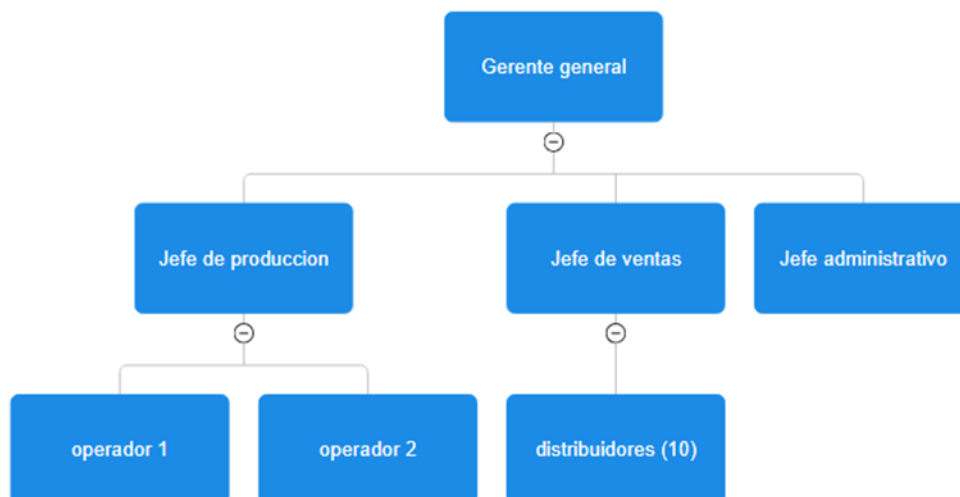 Gerente general
Jefe de produccion
Jefe de ventas
Jefe administrativo
operador 1
operador 2
distribuidores (10)